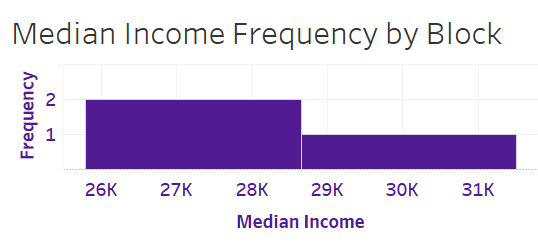 Median Income Frequency by Block
Frequency
2
1
26K 27K 28K 29K 30K 31K
Median Income